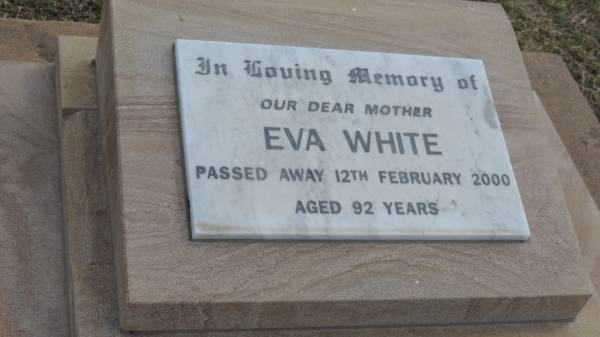 In Loving Memory of
OUR DEAR MOTHER
EVA WHITE
PASSED AWAY 12TH FEBRUARY 2000
AGED 92 YEARS